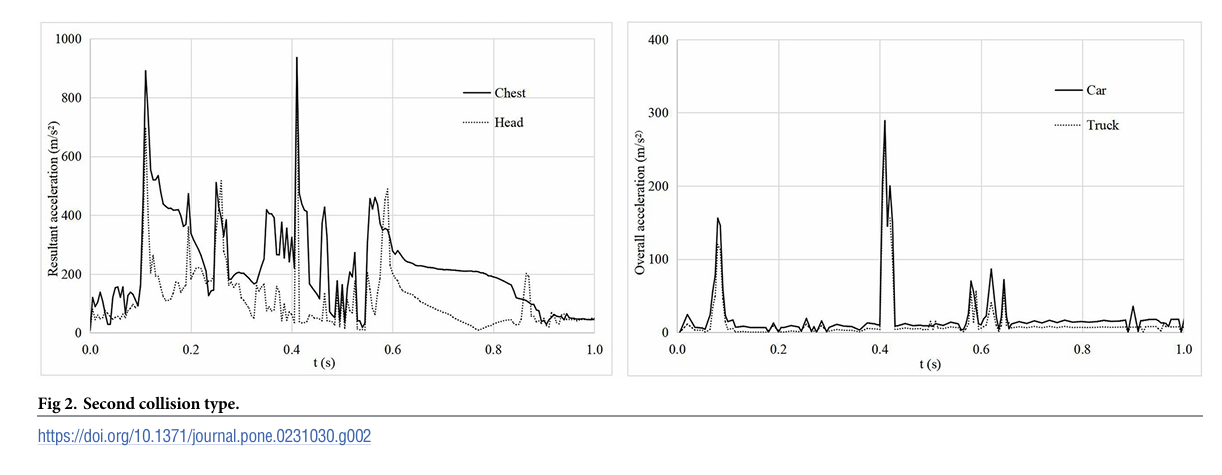 1000
800
600
400
200
0
Resultant acceleration (m/s²)
Chest
Head
0.0 0.2 0.4 0.6 0.8 1.0
t (s)
400
300
200
100
0
Overall acceleration (m/s²)
Car
Truck
0.0 0.2 0.4 0.6 0.8 1.0
t (s)
Fig 2. Second collision type.
https://doi.org/10.1371/journal.pone.0231030.g002